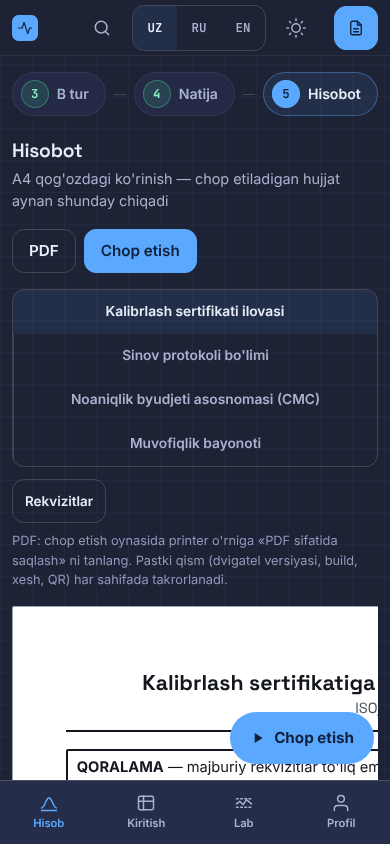 UZ RU EN
3 B tur 4 Natija 5 Hisobot
Hisobot
A4 qog'ozdagi ko'rinish — chop etiladigan hujjat
aynan shunday chiqadi
PDF Chop etish
Kalibrlash sertifikati ilovasi
Sinov protokoli bo'limi
Noaniqlik byudjeti asosnomasi (CMC)
Muvofiqlik bayonoti
Rekvizitlar
PDF: chop etish oynasida printer o'rniga «PDF sifatida
saqlash» ni tanlang. Pastki qism (dvigatel versiyasi, build,
xesh, QR) har sahifada takrorlanadi.
Kalibrlash sertifikatiga
ISO
Chop etish
QORALAMA — majburiy rekvizitlar to'liq em
Hisob Kiritish Lab Profil